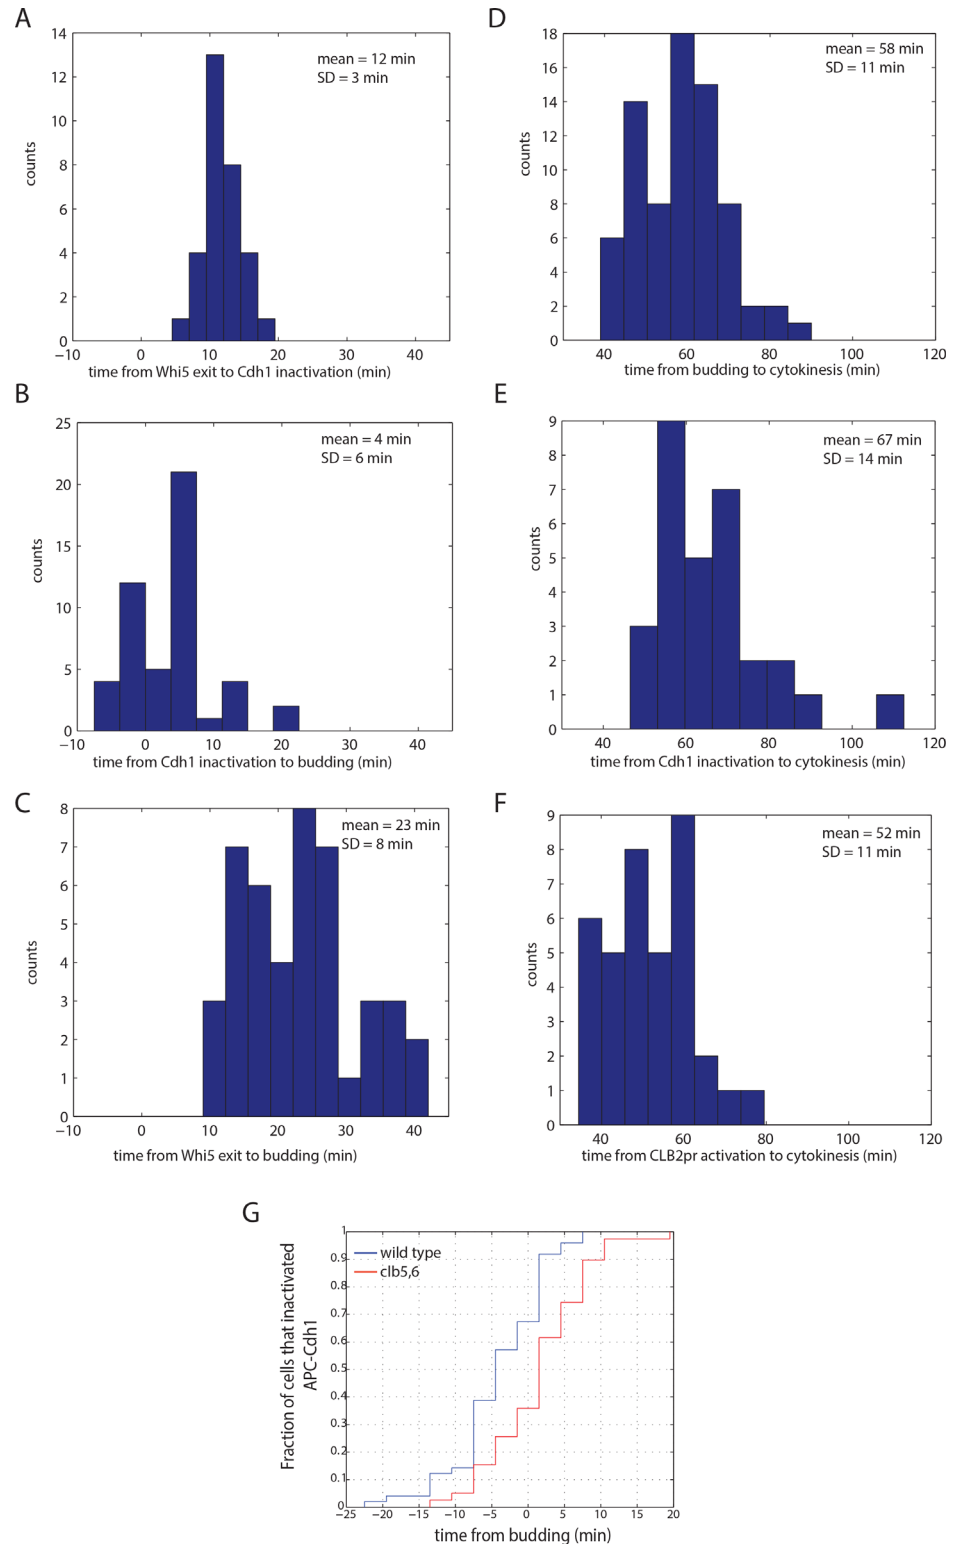 A
14
12
10
8
6
4
2
0
counts
mean = 12 min
SD = 3 min
−10 0 10 20 30 40
time from Whi5 exit to Cdh1 inactivation (min)
B
25
20
15
10
5
0
counts
mean = 4 min
SD = 6 min
−10 0 10 20 30 40
time from Cdh1 inactivation to budding (min)
C
8
7
6
5
4
3
2
1
0
counts
mean = 23 min
SD = 8 min
−10 0 10 20 30 40
time from Whi5 exit to budding (min)
D
18
16
14
12
10
8
6
4
2
0
counts
mean = 58 min
SD = 11 min
40 60 80 100 120
time from budding to cytokinesis (min)
E
9
8
7
6
5
4
3
2
1
0
counts
mean = 67 min
SD = 14 min
40 60 80 100 120
time from Cdh1 inactivation to cytokinesis (min)
F
9
8
7
6
5
4
3
2
1
0
counts
mean = 52 min
SD = 11 min
40 60 80 100 120
time from CLB2pr activation to cytokinesis (min)
G
1
0.9
0.8
0.7
0.6
0.5
0.4
0.3
0.2
0.1
0
Fraction of cells that inactivated
APC-Cdh1
wild type
clb5,6
−25 −20 −15 −10 −5 0 5 10 15 20
time from budding (min)